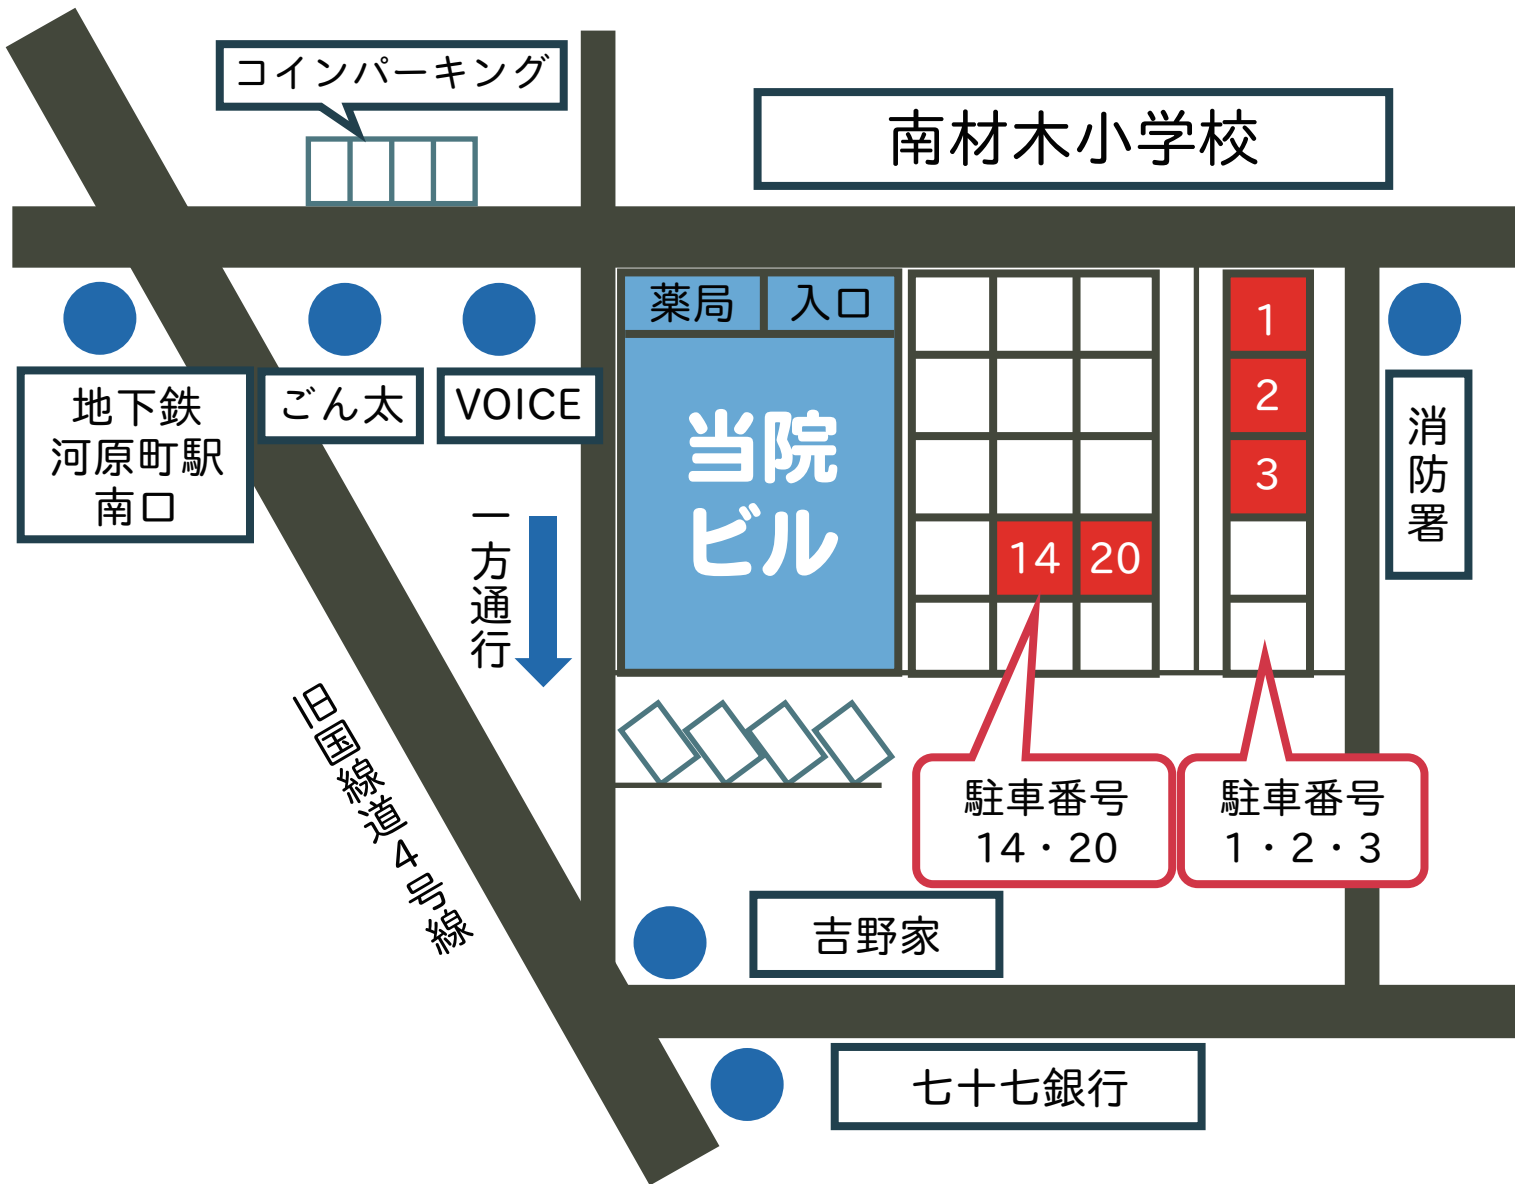 コインパーキング
南材木小学校
薬局
入口
当院
ビル
1
2
3
14
20
地下鉄
河原町駅
南口
ごん太
VOICE
消防署
一方通行
旧国線道4号線
駐車番号
14・20
駐車番号
1・2・3
吉野家
七十七銀行